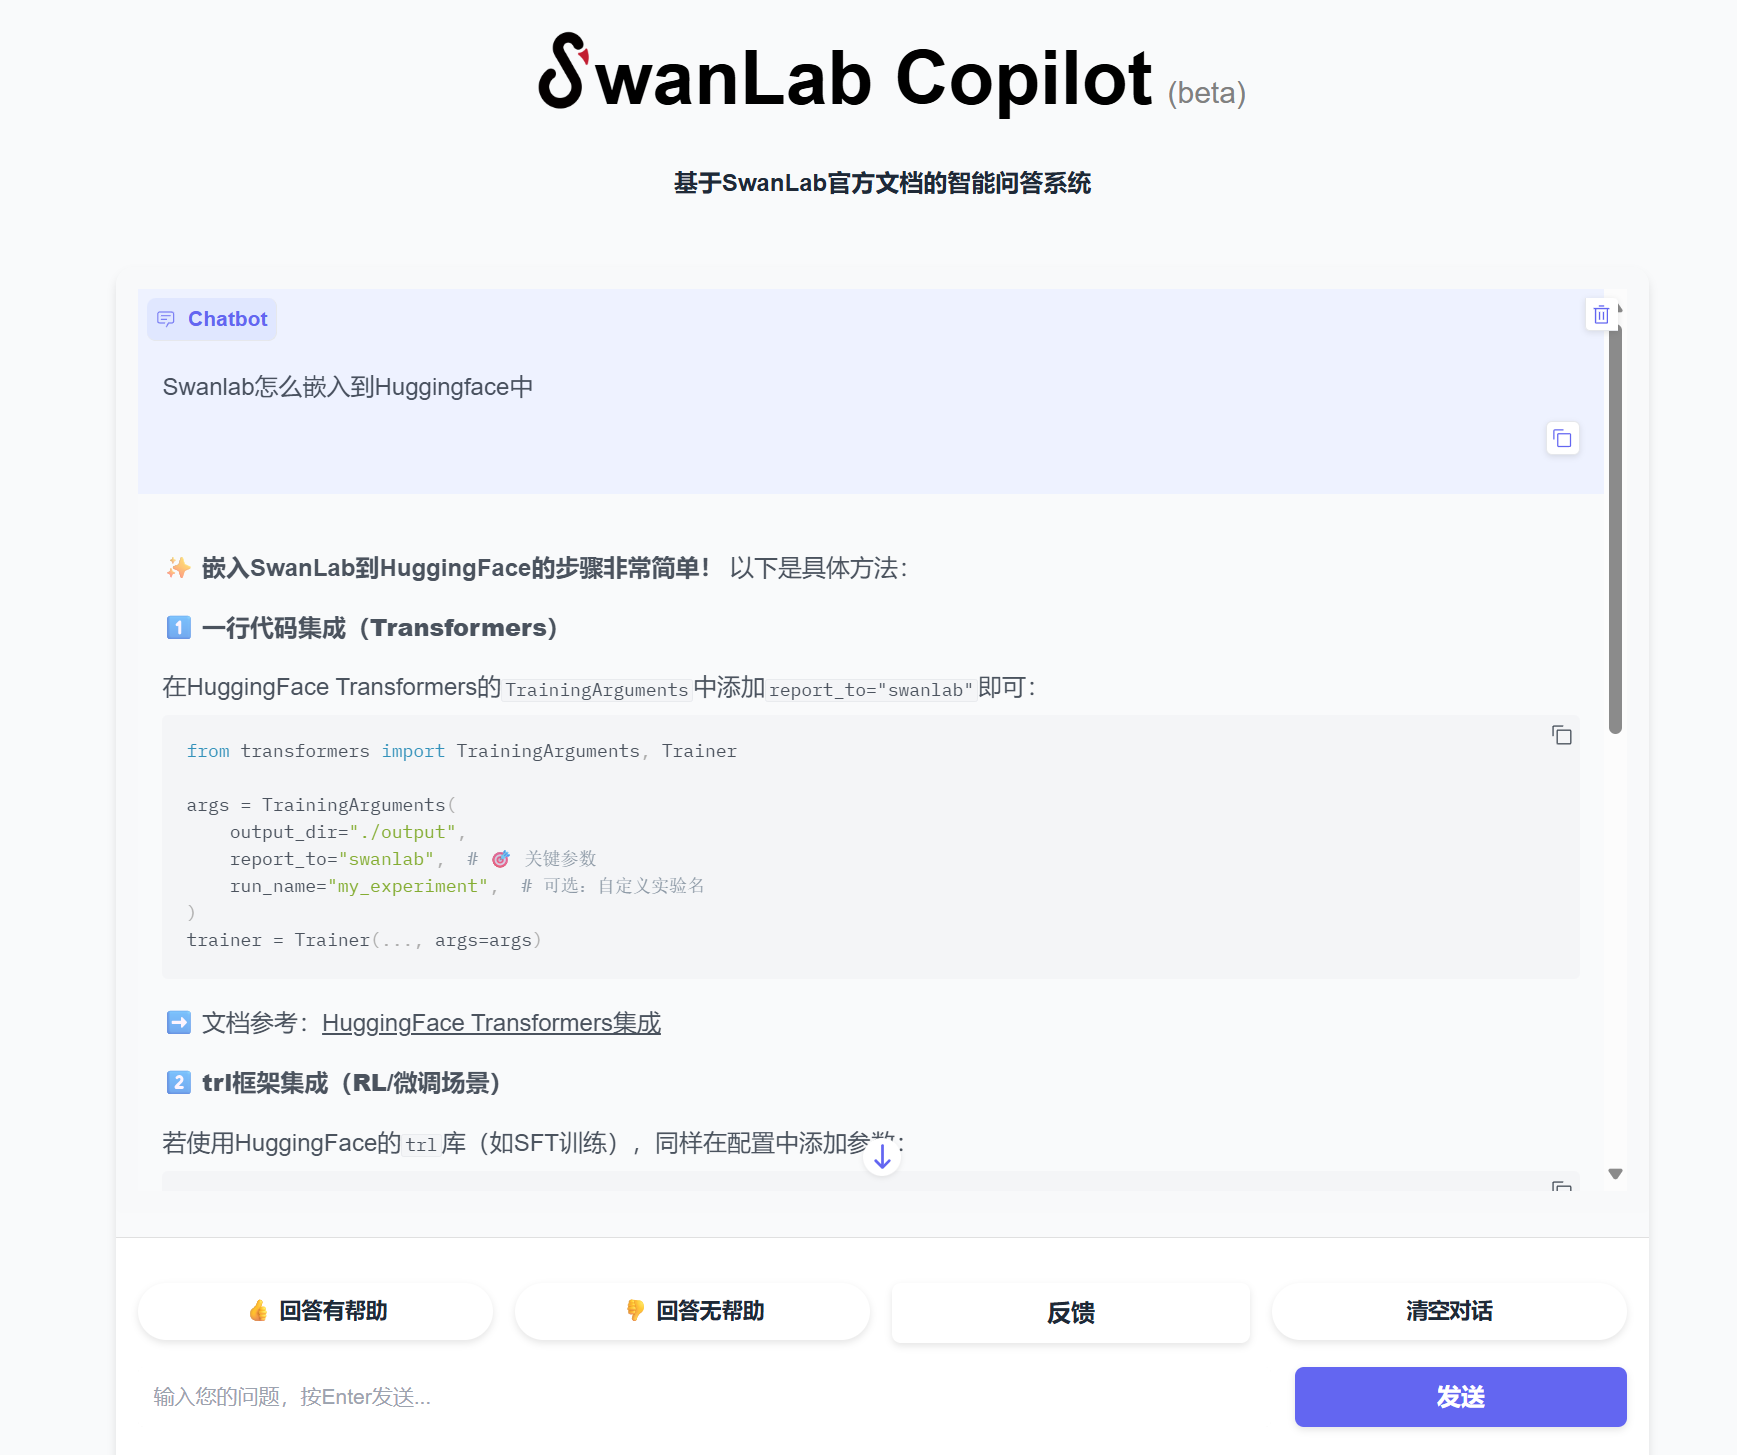 SwanLab Copilot (beta)
基于SwanLab官方文档的智能问答系统
Chatbot
Swanlab怎么嵌入到Huggingface中
✨ 嵌入SwanLab到HuggingFace的步骤非常简单！ 以下是具体方法：
1️⃣ 一行代码集成（Transformers）
在HuggingFace Transformers的TrainingArguments中添加report_to="swanlab"即可：
from transformers import TrainingArguments, Trainer
args = TrainingArguments(
    output_dir="./output",
    report_to="swanlab",  # 🎯 关键参数
    run_name="my_experiment",  # 可选：自定义实验名
)
trainer = Trainer(..., args=args)
➡️ 文档参考：HuggingFace Transformers集成
2️⃣ trl框架集成（RL/微调场景）
若使用HuggingFace的trl库（如SFT训练），同样在配置中添加参数：
👍 回答有帮助
👎 回答无帮助
反馈
清空对话
输入您的问题，按Enter发送...
发送